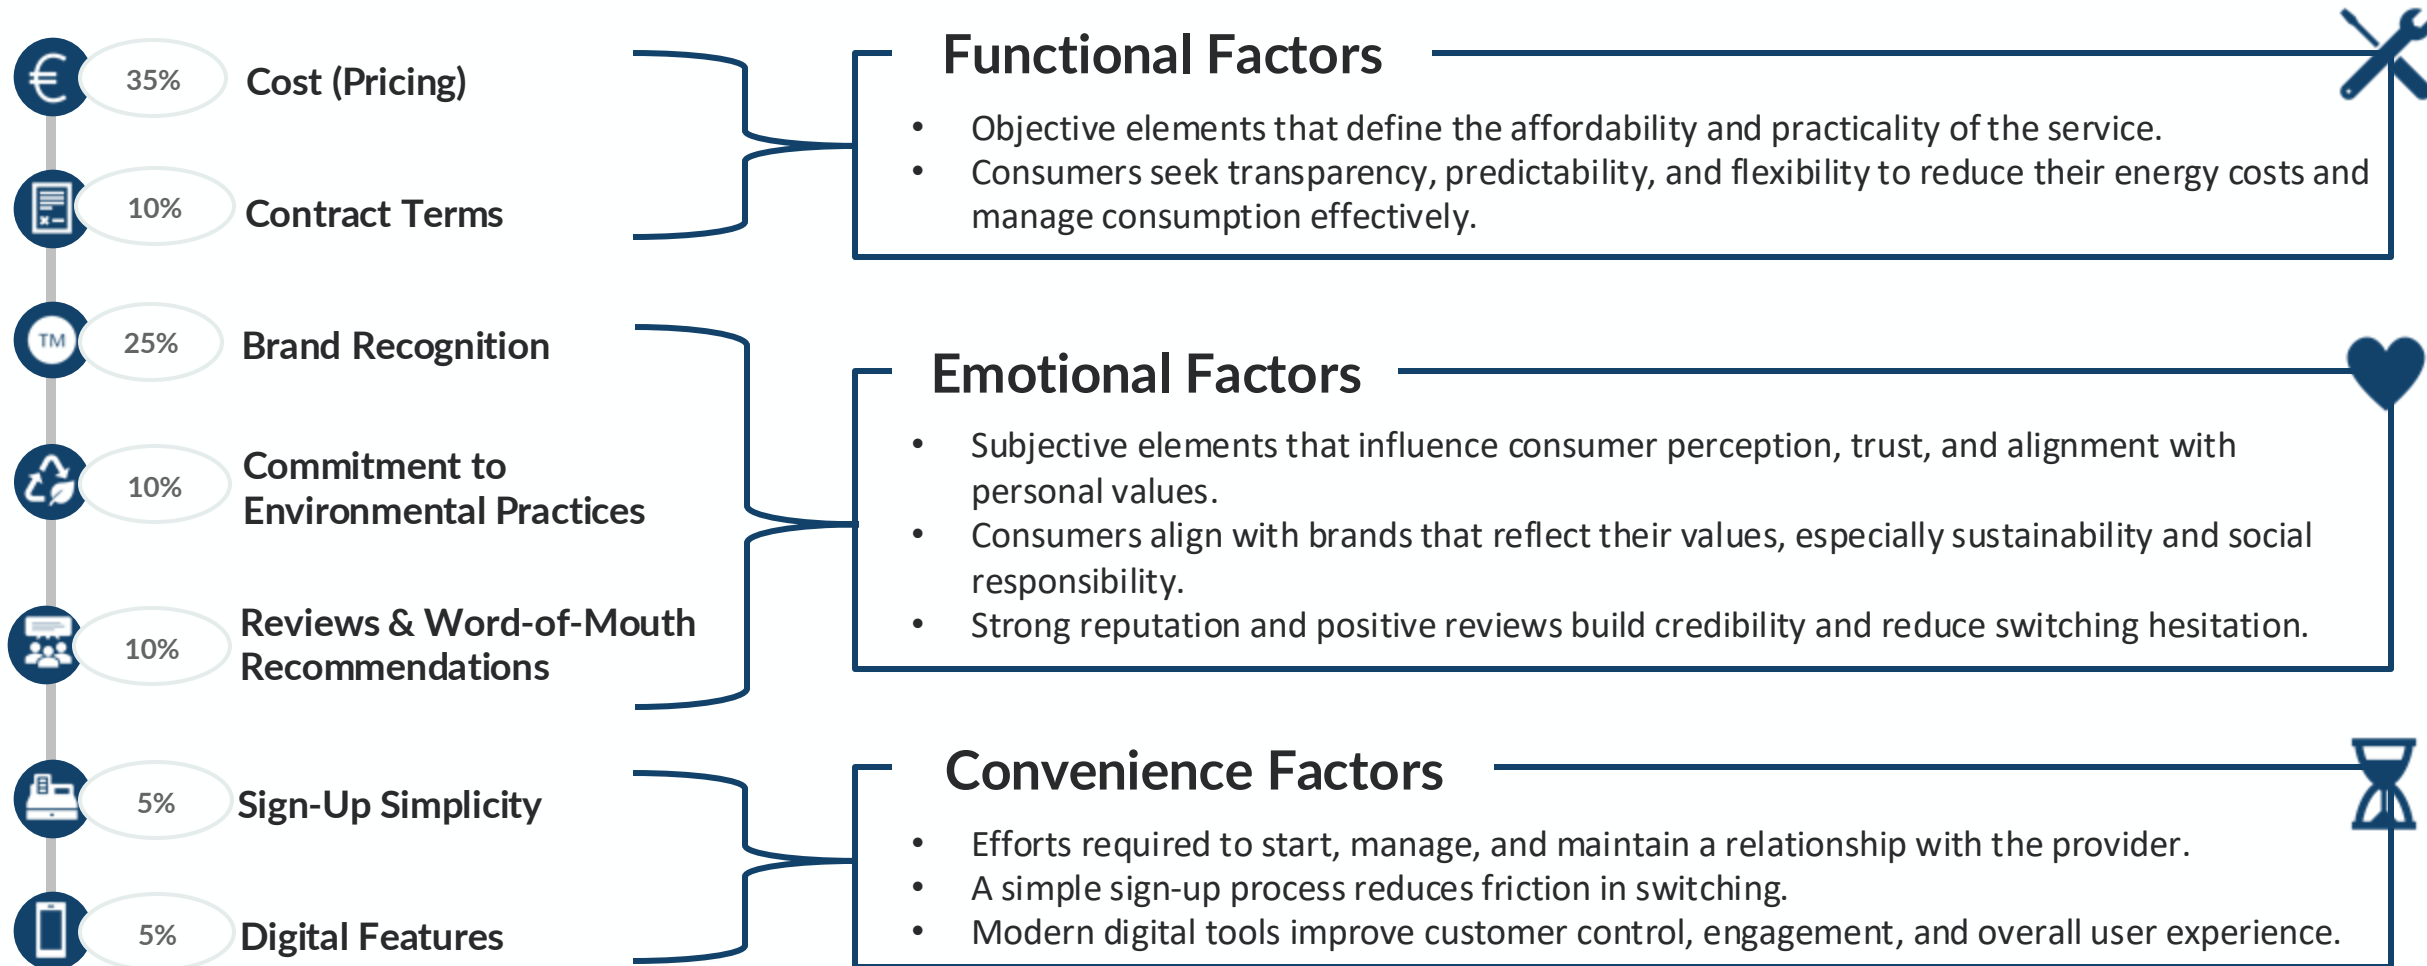 35% Cost (Pricing)
10% Contract Terms
Functional Factors
• Objective elements that define the affordability and practicality of the service.
• Consumers seek transparency, predictability, and flexibility to reduce their energy costs and
manage consumption effectively.
TM 25% Brand Recognition
10% Commitment to
Environmental Practices
10% Reviews & Word-of-Mouth
Recommendations
Emotional Factors
• Subjective elements that influence consumer perception, trust, and alignment with
personal values.
• Consumers align with brands that reflect their values, especially sustainability and social
responsibility.
• Strong reputation and positive reviews build credibility and reduce switching hesitation.
5% Sign-Up Simplicity
5% Digital Features
Convenience Factors
• Efforts required to start, manage, and maintain a relationship with the provider.
• A simple sign-up process reduces friction in switching.
• Modern digital tools improve customer control, engagement, and overall user experience.